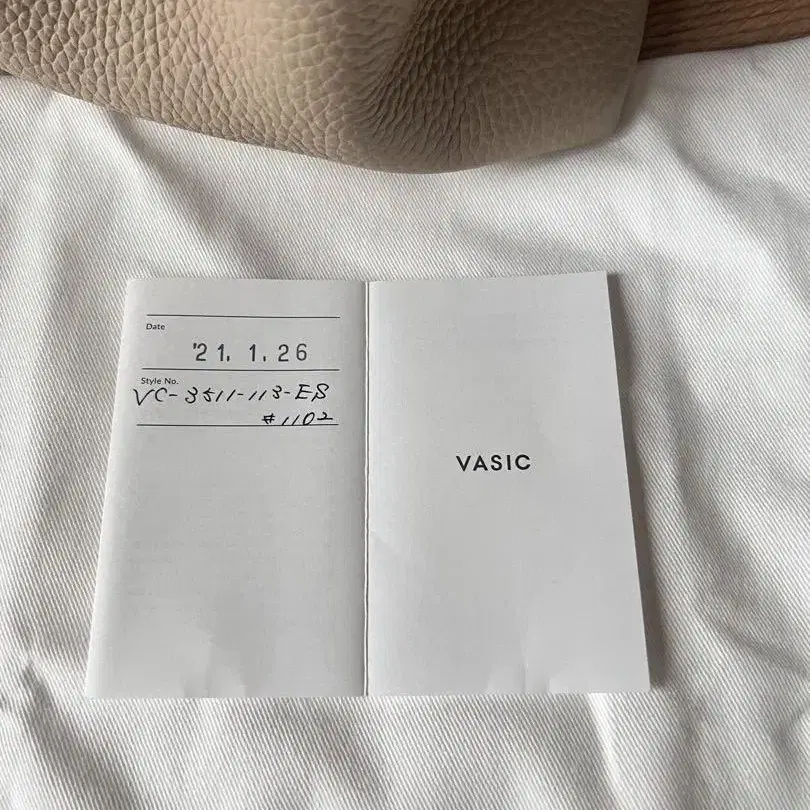 Date
'21. 1. 26
Style No.
VC-3511-113-ES
#1102
VASIC